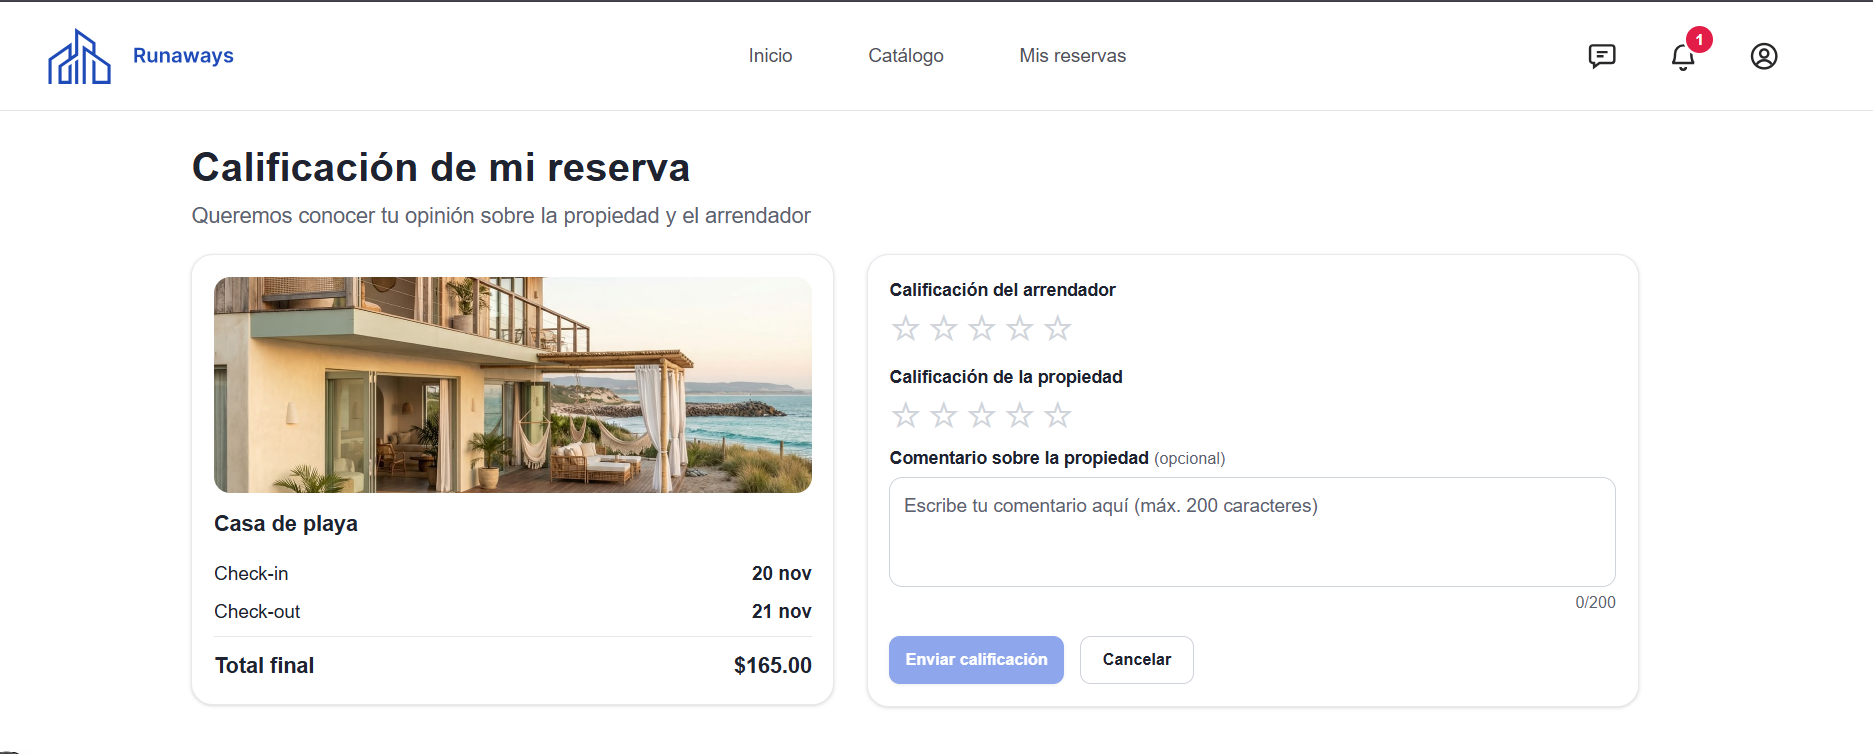 Runaways
Inicio
Catálogo
Mis reservas
1
Calificación de mi reserva
Queremos conocer tu opinión sobre la propiedad y el arrendador
Casa de playa
Check-in
20 nov
Check-out
21 nov
Total final
$165.00
Calificación del arrendador
Calificación de la propiedad
Comentario sobre la propiedad (opcional)
Escribe tu comentario aquí (máx. 200 caracteres)
0/200
Enviar calificación
Cancelar